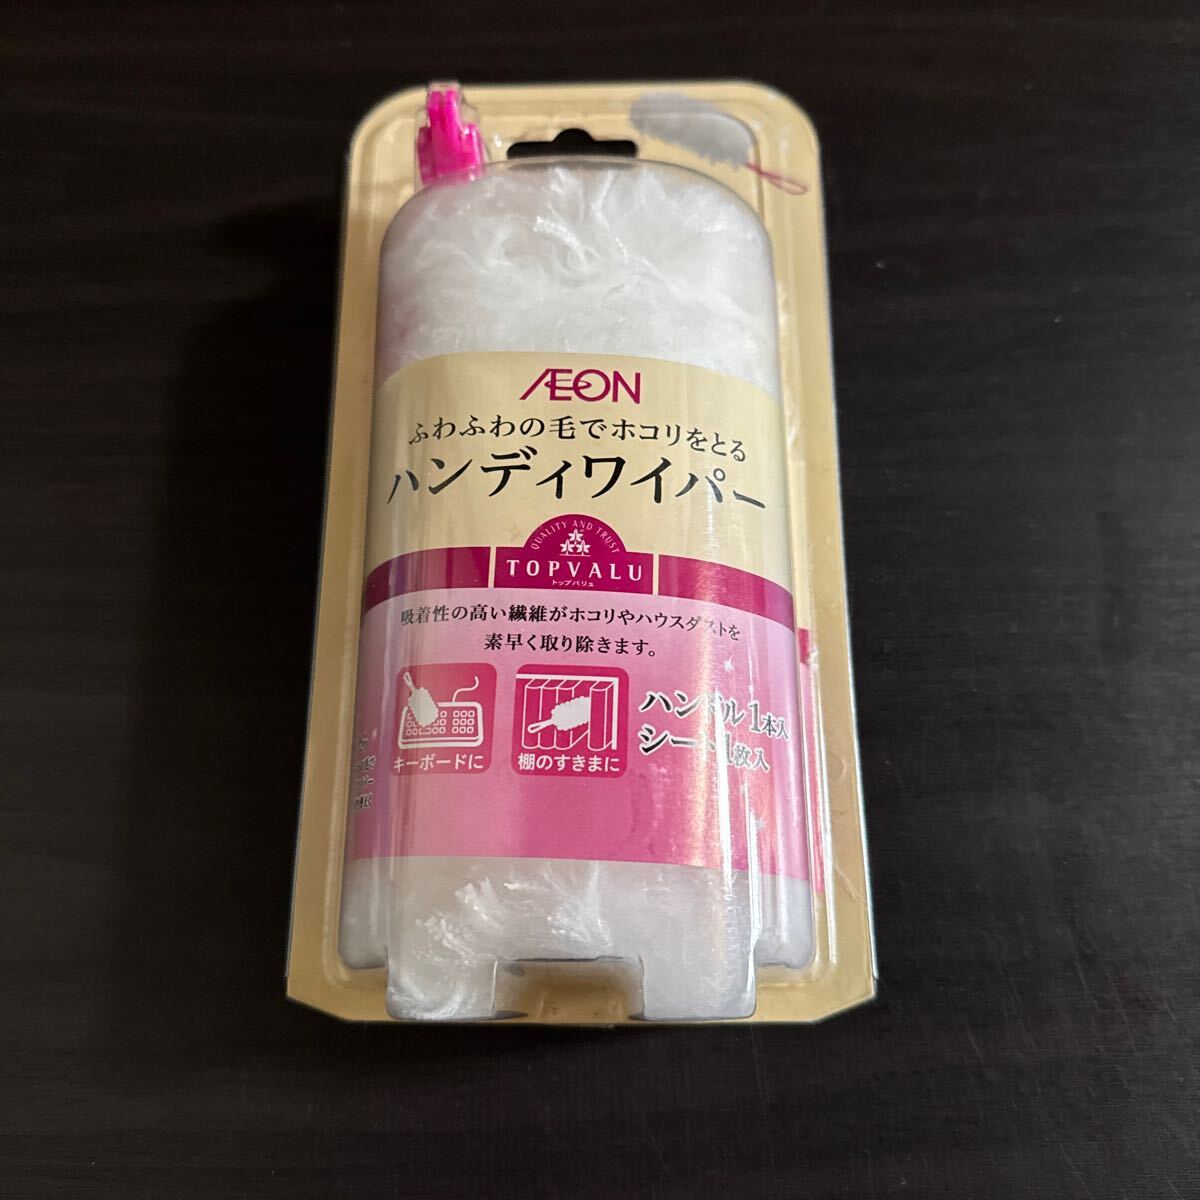 ÆON
ふわふわの毛でホコリをとる
ハンディワイパー
QUALITY AND TRUST
TOPVALU
トップバリュ
吸着性の高い繊維がホコリやハウスダストを
素早く取り除きます。
キーボードに
棚のすきまに
ハンドル1本入
シート1枚入